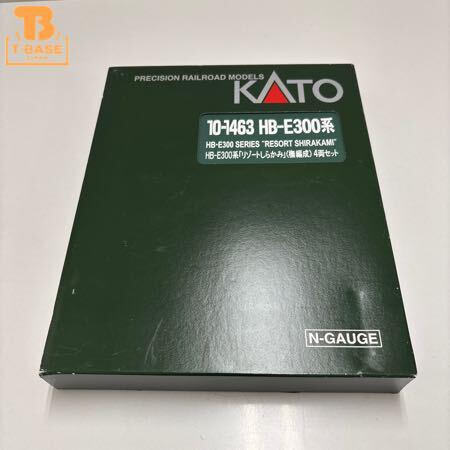 T-BASE
JAPAN
PRECISION RAILROAD MODELS
KATO
10-1463 HB-E300系
HB-E300 SERIES "RESORT SHIRAKAMI"
HB-E300系「リゾートしらかみ」(橅編成) 4両セット
N-GAUGE